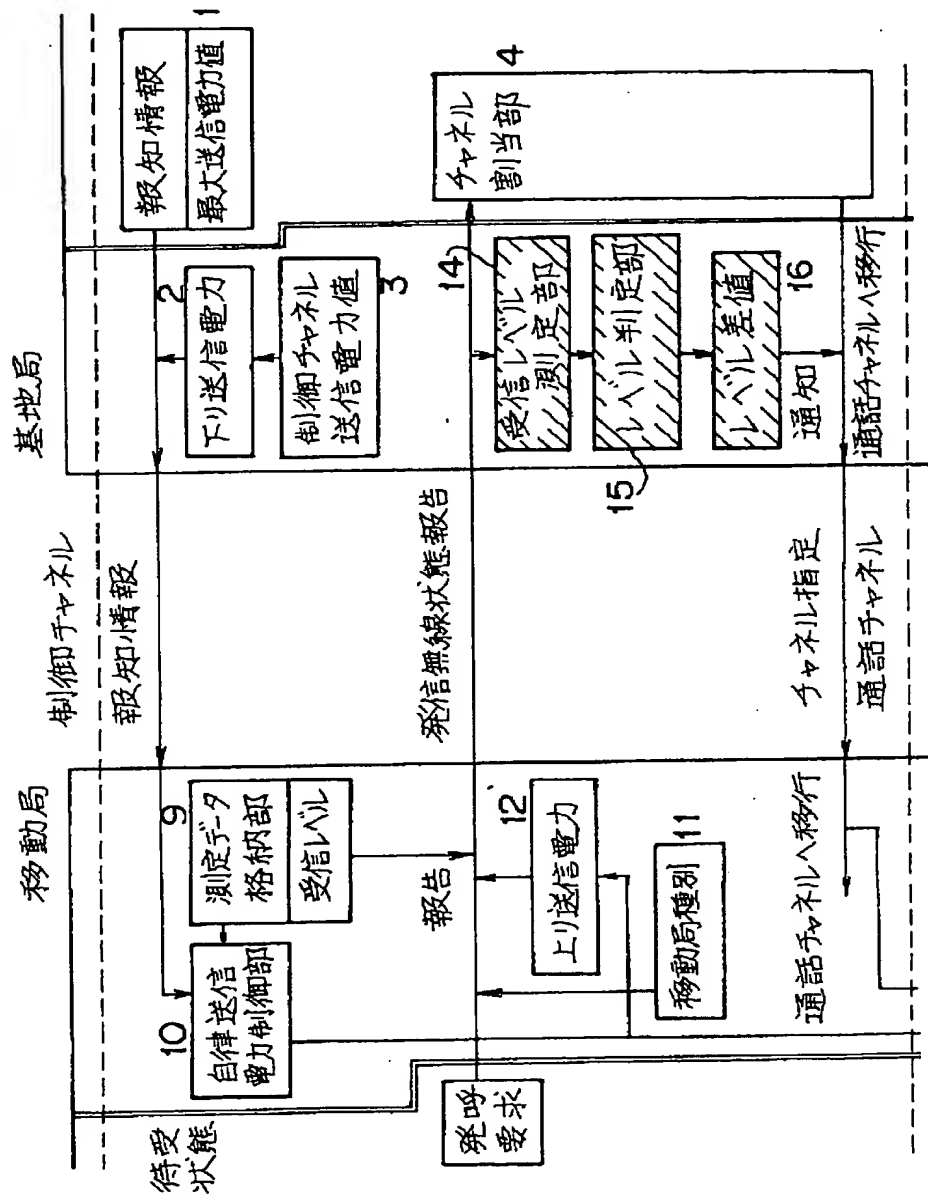 移動局
制御チャネル
基地局
報知情報
報知情報
最大送信電力値
1
2
下り送信電力
制御チャネル
送信電力値
3
待受
状態
10
自律送信
電力制御部
9
測定データ
格納部
受信レベル
発呼
要求
報告
発信無線状態報告
12
上り送信電力
移動局種別
11
14
受信レベル
測定部
レベル判定部
15
レベル差値
16
通知
チャネル
割当部
4
通話チャネルへ移行
チャネル指定
通話チャネル
通話チャネルへ移行